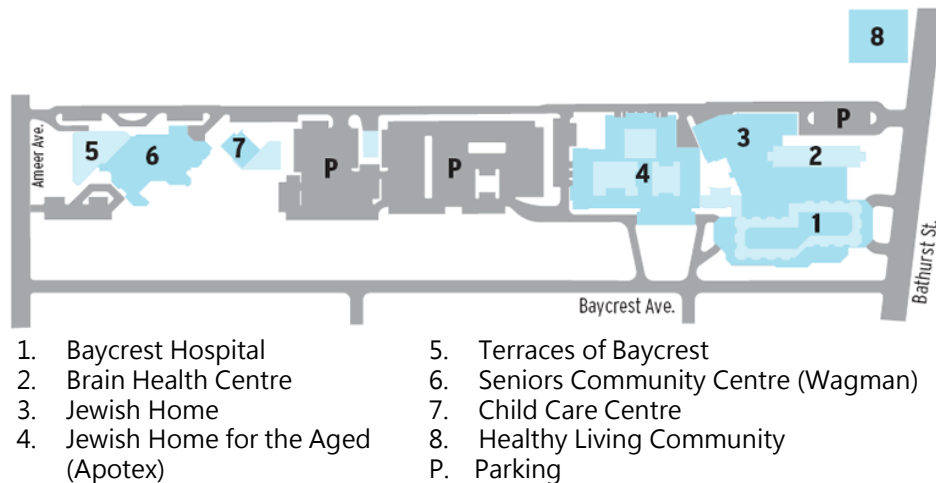 8
3
P
Ameer Ave.
5
6
7
P
P
4
2
1
Bathurst St.
Baycrest Ave.
1. Baycrest Hospital
2. Brain Health Centre
3. Jewish Home
4. Jewish Home for the Aged
(Apotex)
5. Terraces of Baycrest
6. Seniors Community Centre (Wagman)
7. Child Care Centre
8. Healthy Living Community
P. Parking